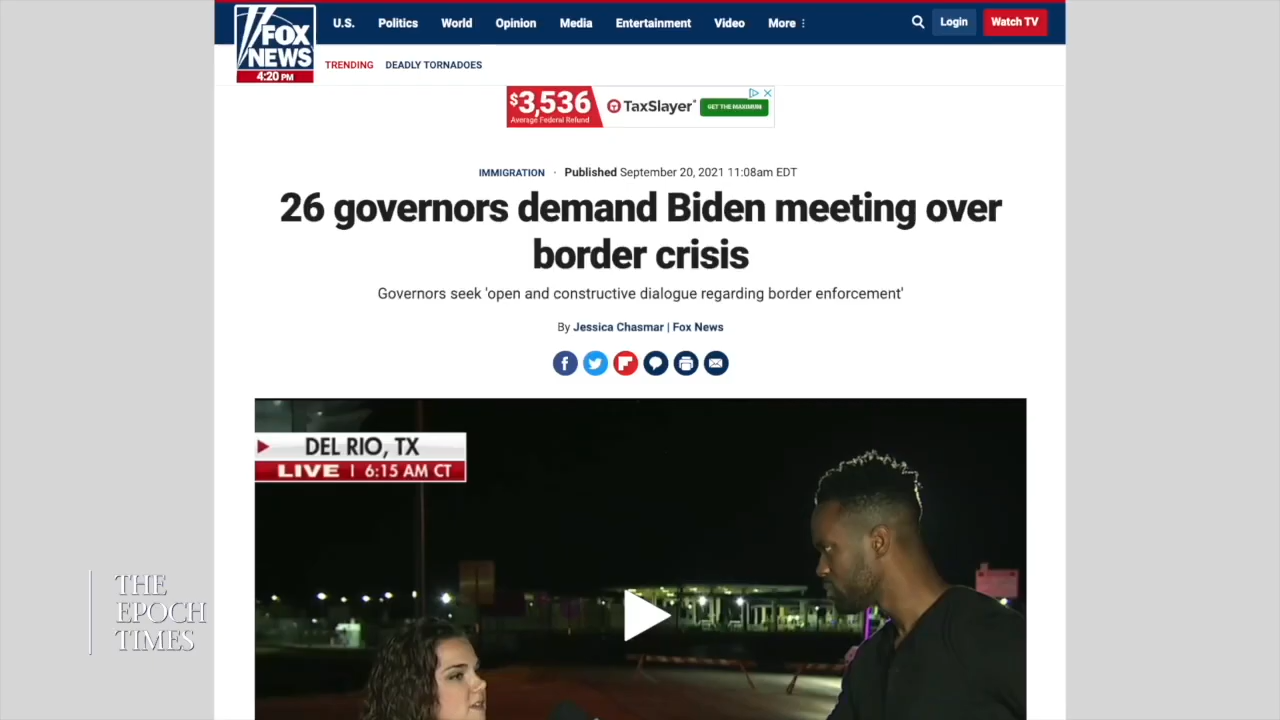 FOX
NEWS
4:20 PM
U.S. Politics World Opinion Media Entertainment Video More
Login
Watch TV
TRENDING DEADLY TORNADOES
$3,536
Average Federal Refund
TaxSlayer
GET THE MAXIMUM
IMMIGRATION · Published September 20, 2021 11:08am EDT
26 governors demand Biden meeting over
border crisis
Governors seek 'open and constructive dialogue regarding border enforcement'
By Jessica Chasmar | Fox News
DEL RIO, TX
LIVE | 6:15 AM CT
THE
EPOCH
TIMES